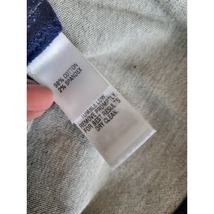 98% COTTON
2% SPANDEX
REMOVE PROMPTLY
FOR BEST RESULTS
DRY CLEAN.